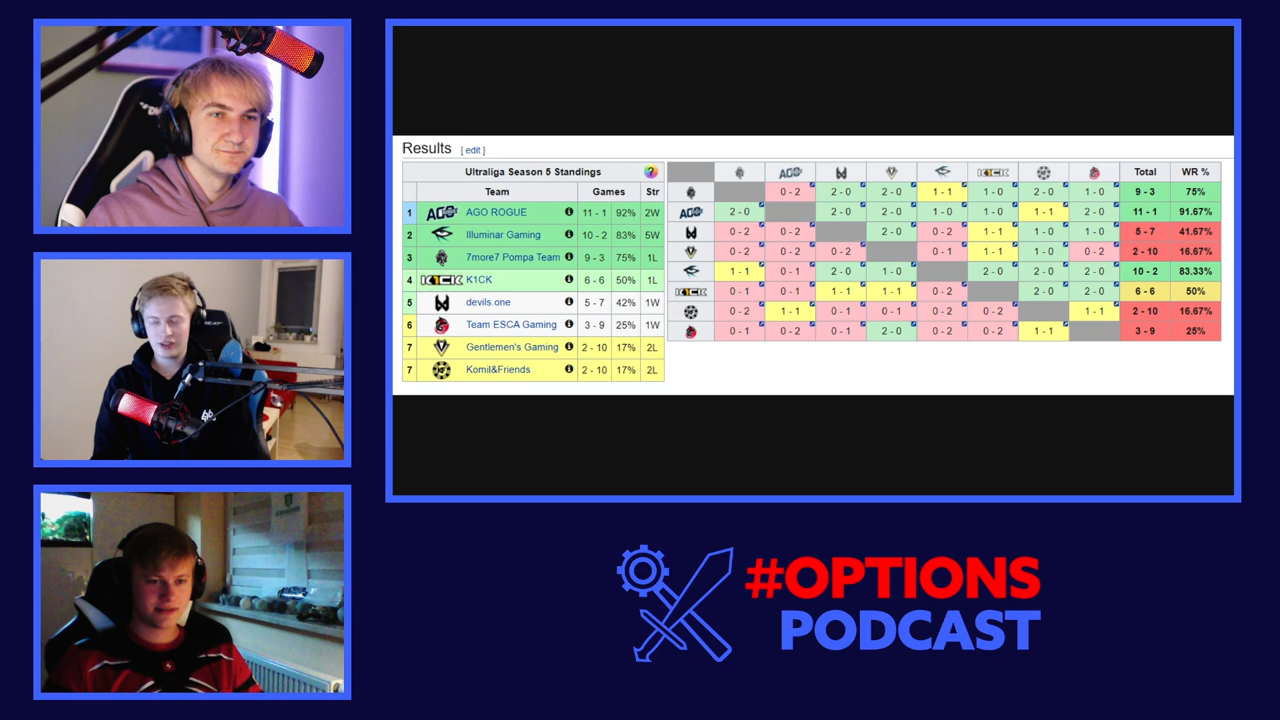 Results [ edit ]
Ultraliga Season 5 Standings
Team Games Str
1 AGO AGO ROGUE 11 - 1 92% 2W
2 Illuminar Gaming 10 - 2 83% 5W
3 7more7 Pompa Team 9 - 3 75% 1L
4 K1CK K1CK 6 - 6 50% 1L
5 devils.one 5 - 7 42% 1W
6 Team ESCA Gaming 3 - 9 25% 1W
7 Gentlemen's Gaming 2 - 10 17% 2L
7 Komil&Friends 2 - 10 17% 2L
AGO K1CK Total WR %
0 - 2 2 - 0 2 - 0 1 - 1 1 - 0 2 - 0 1 - 0 9 - 3 75%
AGO 2 - 0 2 - 0 2 - 0 1 - 0 1 - 0 1 - 1 2 - 0 11 - 1 91.67%
0 - 2 0 - 2 2 - 0 0 - 2 1 - 1 1 - 0 1 - 0 5 - 7 41.67%
0 - 2 0 - 2 0 - 2 0 - 1 1 - 1 1 - 0 0 - 2 2 - 10 16.67%
1 - 1 0 - 1 2 - 0 1 - 0 2 - 0 2 - 0 2 - 0 10 - 2 83.33%
K1CK 0 - 1 0 - 1 1 - 1 1 - 1 0 - 2 2 - 0 2 - 0 6 - 6 50%
0 - 2 1 - 1 0 - 1 0 - 1 0 - 2 0 - 2 1 - 1 2 - 10 16.67%
0 - 1 0 - 2 0 - 1 2 - 0 0 - 2 0 - 2 1 - 1 3 - 9 25%
#OPTIONS
PODCAST